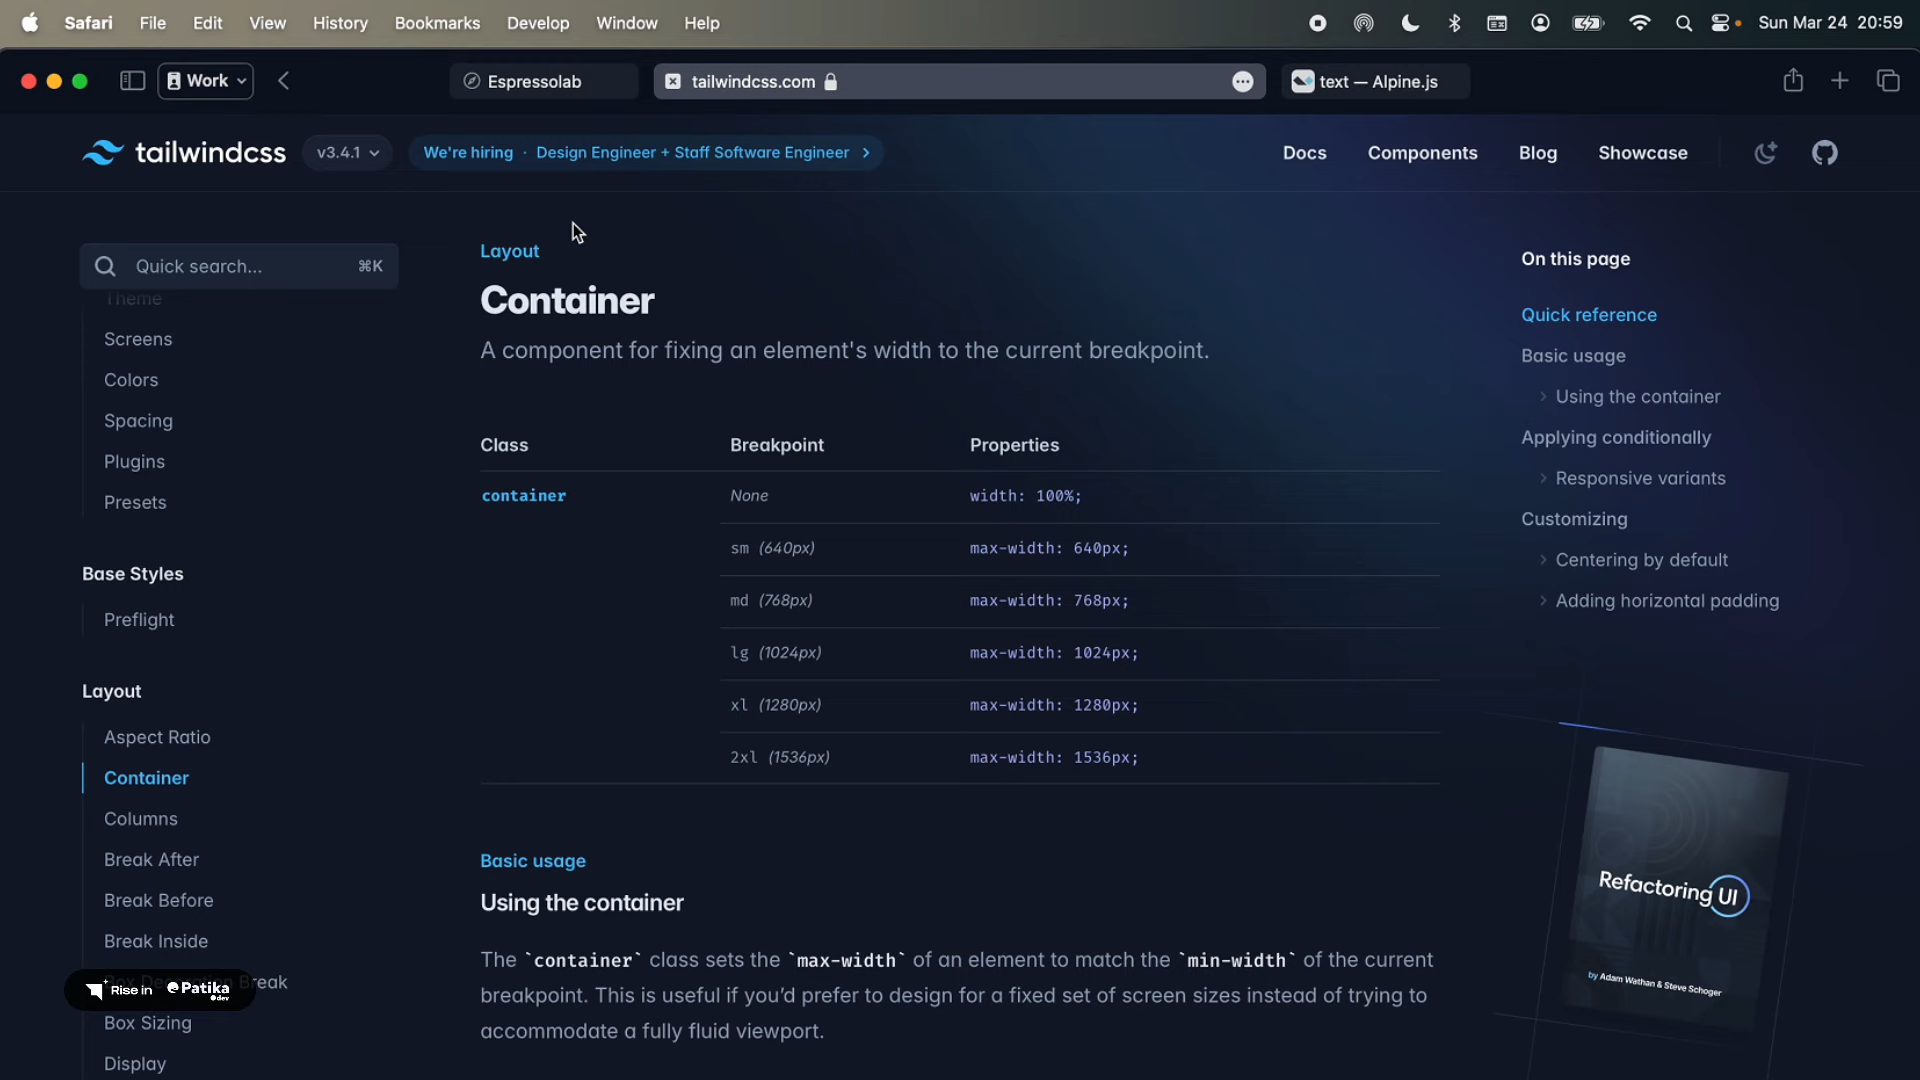 Safari File Edit View History Bookmarks Develop Window Help Sun Mar 24 20:59
Work Espressolab tailwindcss.com text — Alpine.js
tailwindcss v3.4.1 We're hiring · Design Engineer + Staff Software Engineer Docs Components Blog Showcase
Quick search... ⌘K
Theme
Screens
Colors
Spacing
Plugins
Presets
Base Styles
Preflight
Layout
Aspect Ratio
Container
Columns
Break After
Break Before
Break Inside
Box Decoration Break
Rise in Patika.dev
Box Sizing
Display
Layout
Container
A component for fixing an element's width to the current breakpoint.
Class Breakpoint Properties
container None width: 100%;
sm (640px) max-width: 640px;
md (768px) max-width: 768px;
lg (1024px) max-width: 1024px;
xl (1280px) max-width: 1280px;
2xl (1536px) max-width: 1536px;
Basic usage
Using the container
The `container` class sets the `max-width` of an element to match the `min-width` of the current
breakpoint. This is useful if you'd prefer to design for a fixed set of screen sizes instead of trying to
accommodate a fully fluid viewport.
On this page
Quick reference
Basic usage
Using the container
Applying conditionally
Responsive variants
Customizing
Centering by default
Adding horizontal padding
Refactoring UI
by Adam Wathan & Steve Schoger